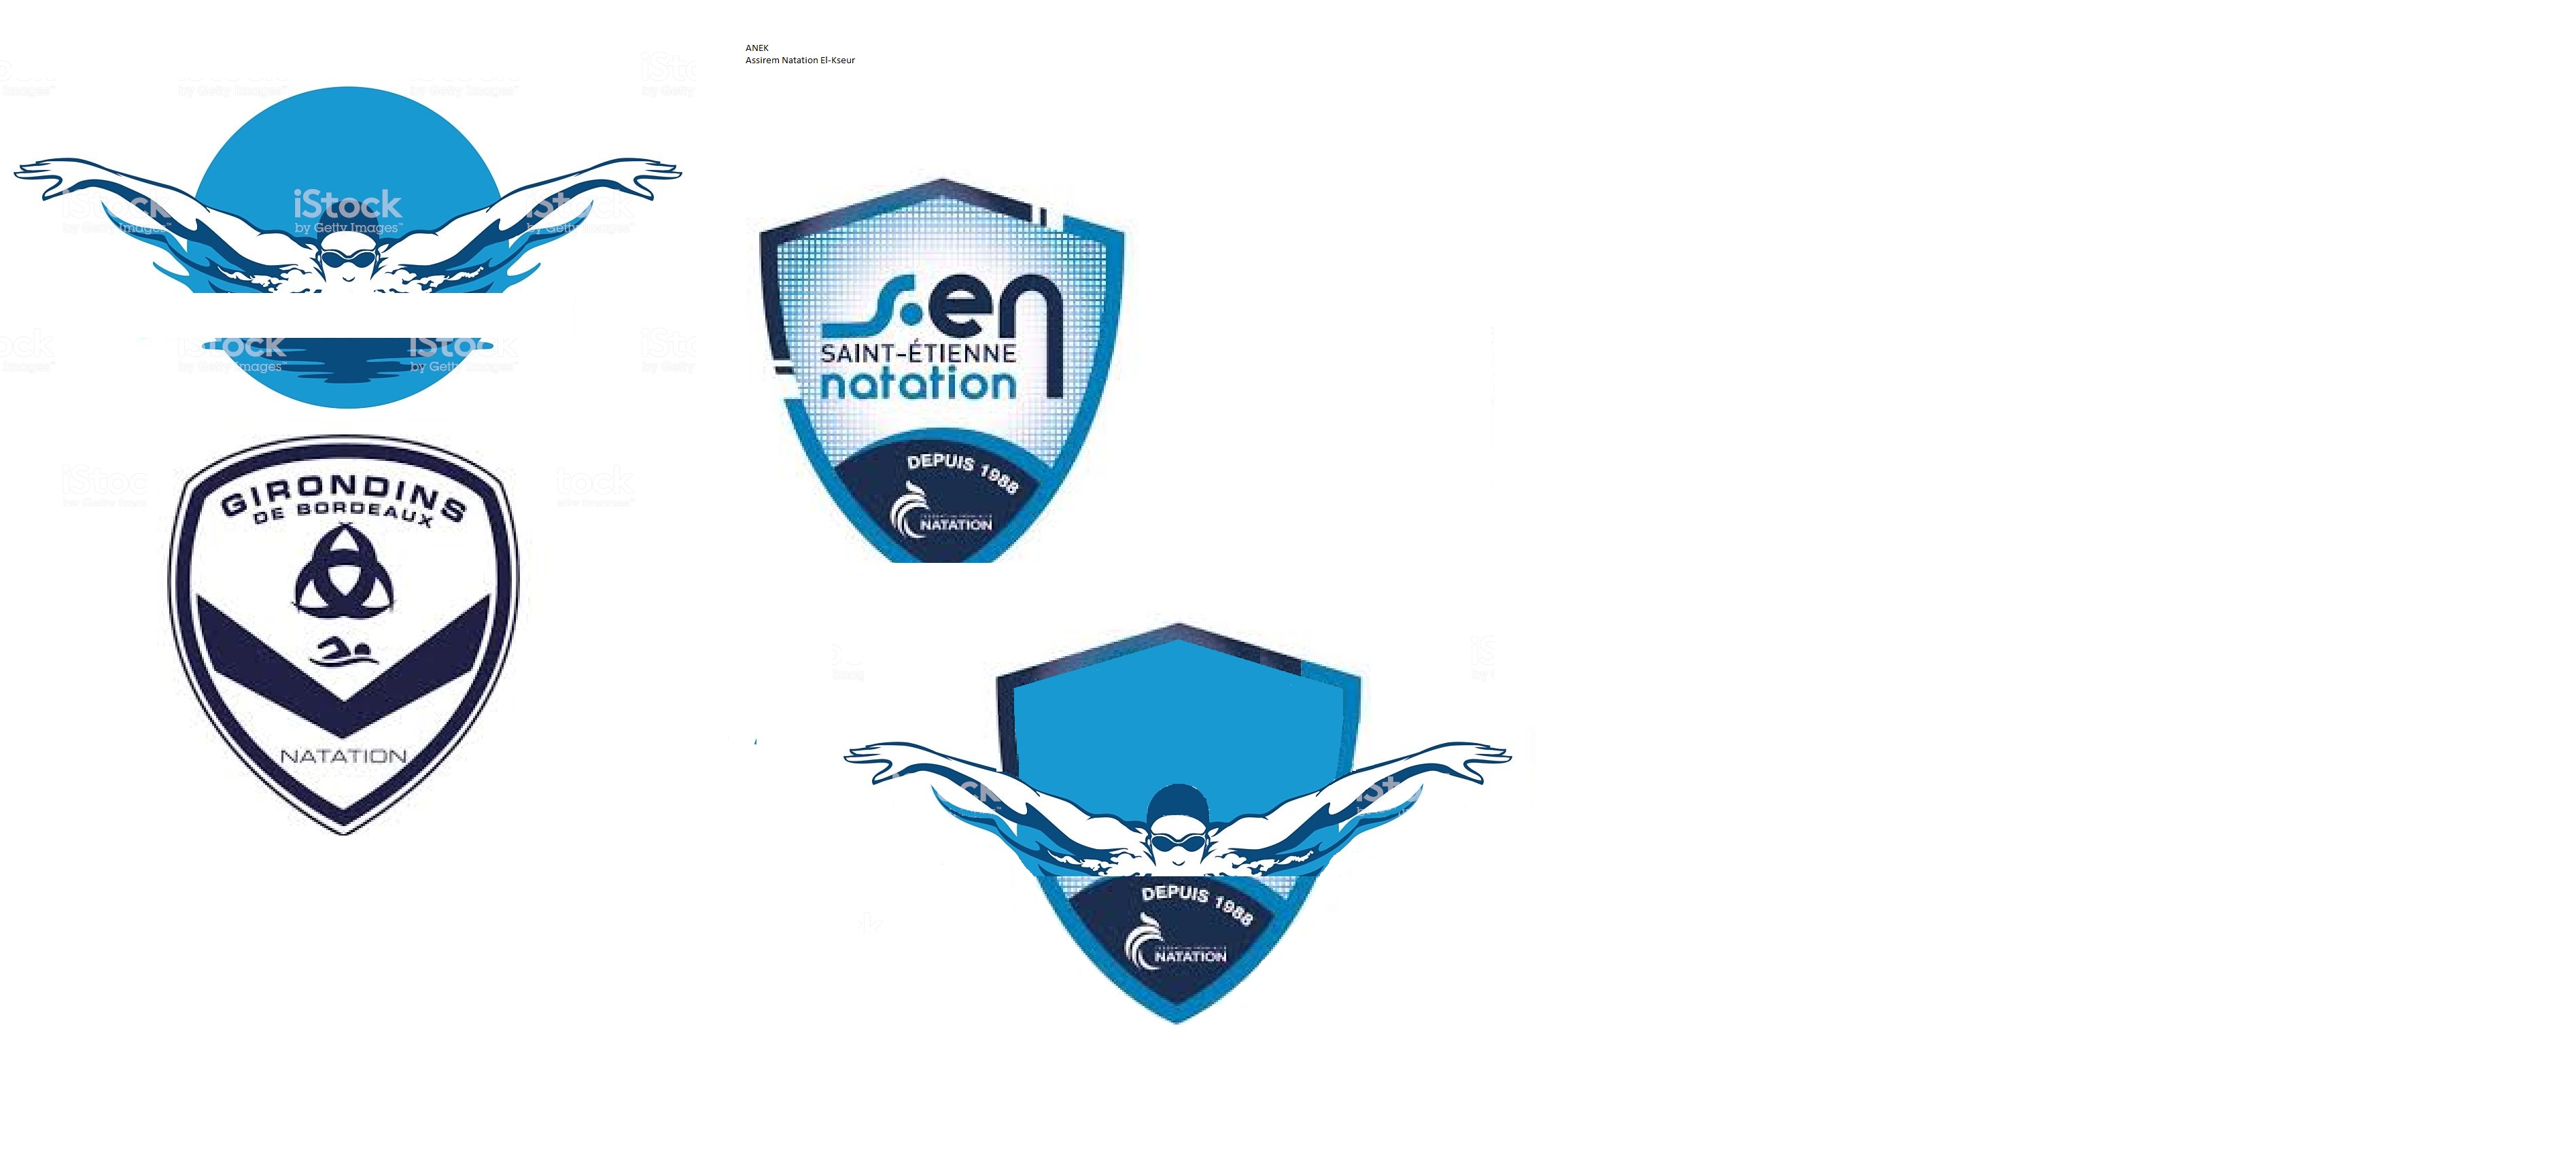 ANEK
Assirem Natation El-Kseur
iStock
by Getty Images™
s.en
SAINT-ÉTIENNE
natation
DEPUIS 1988
NATATION
GIRONDINS
DE BORDEAUX
NATATION
DEPUIS 1988
NATATION